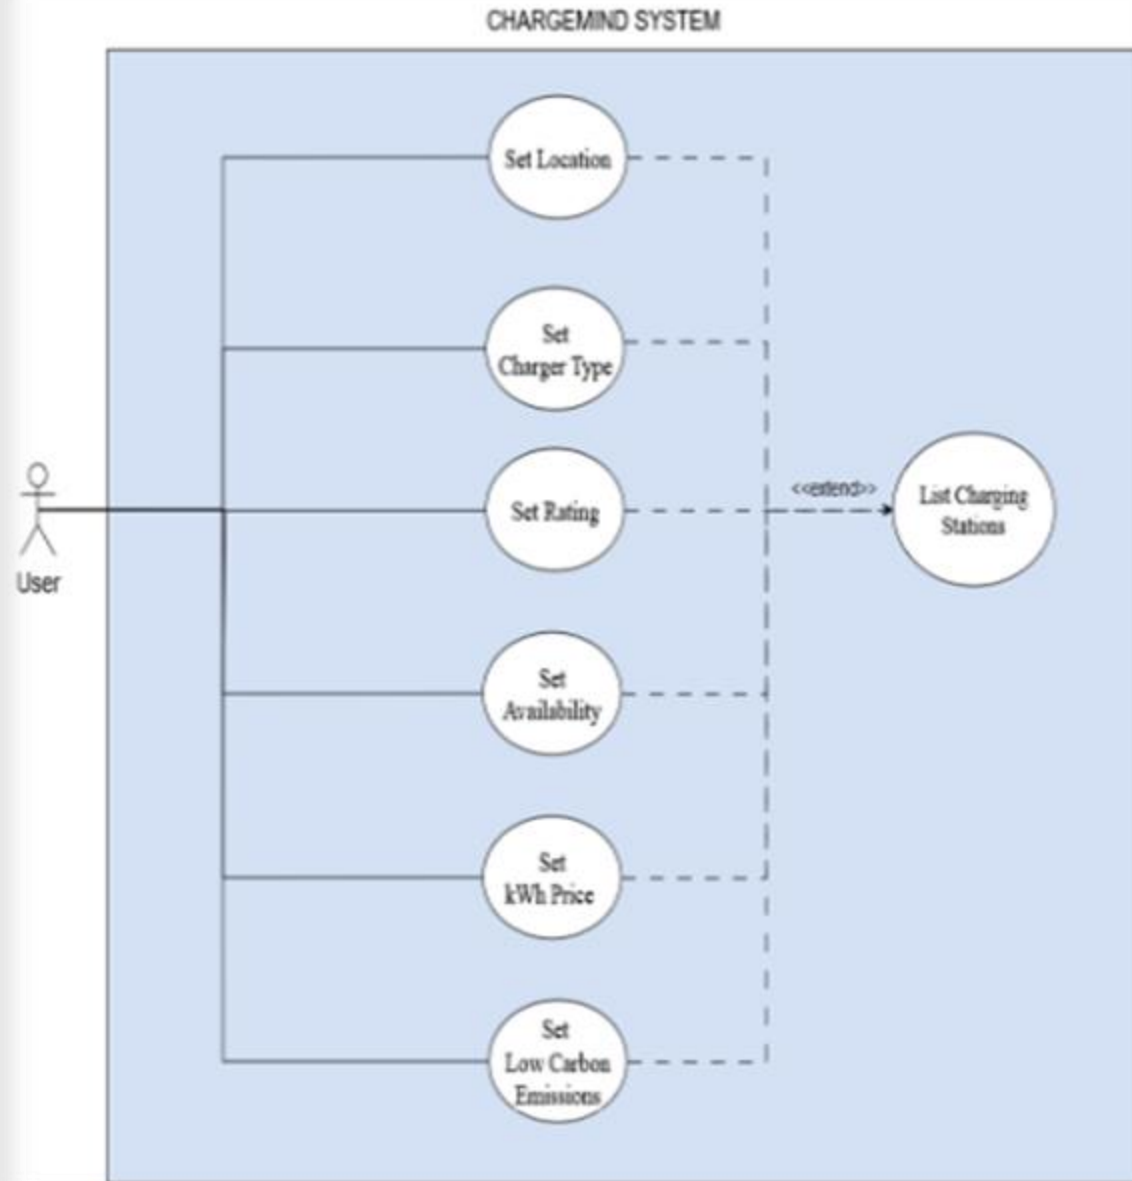 CHARGEMIND SYSTEM
Set Location
Set
Charger Type
Set Rating
<<extend>>
List Charging
Stations
User
Set
Availability
Set
kWh Price
Set
Low Carbon
Emissions